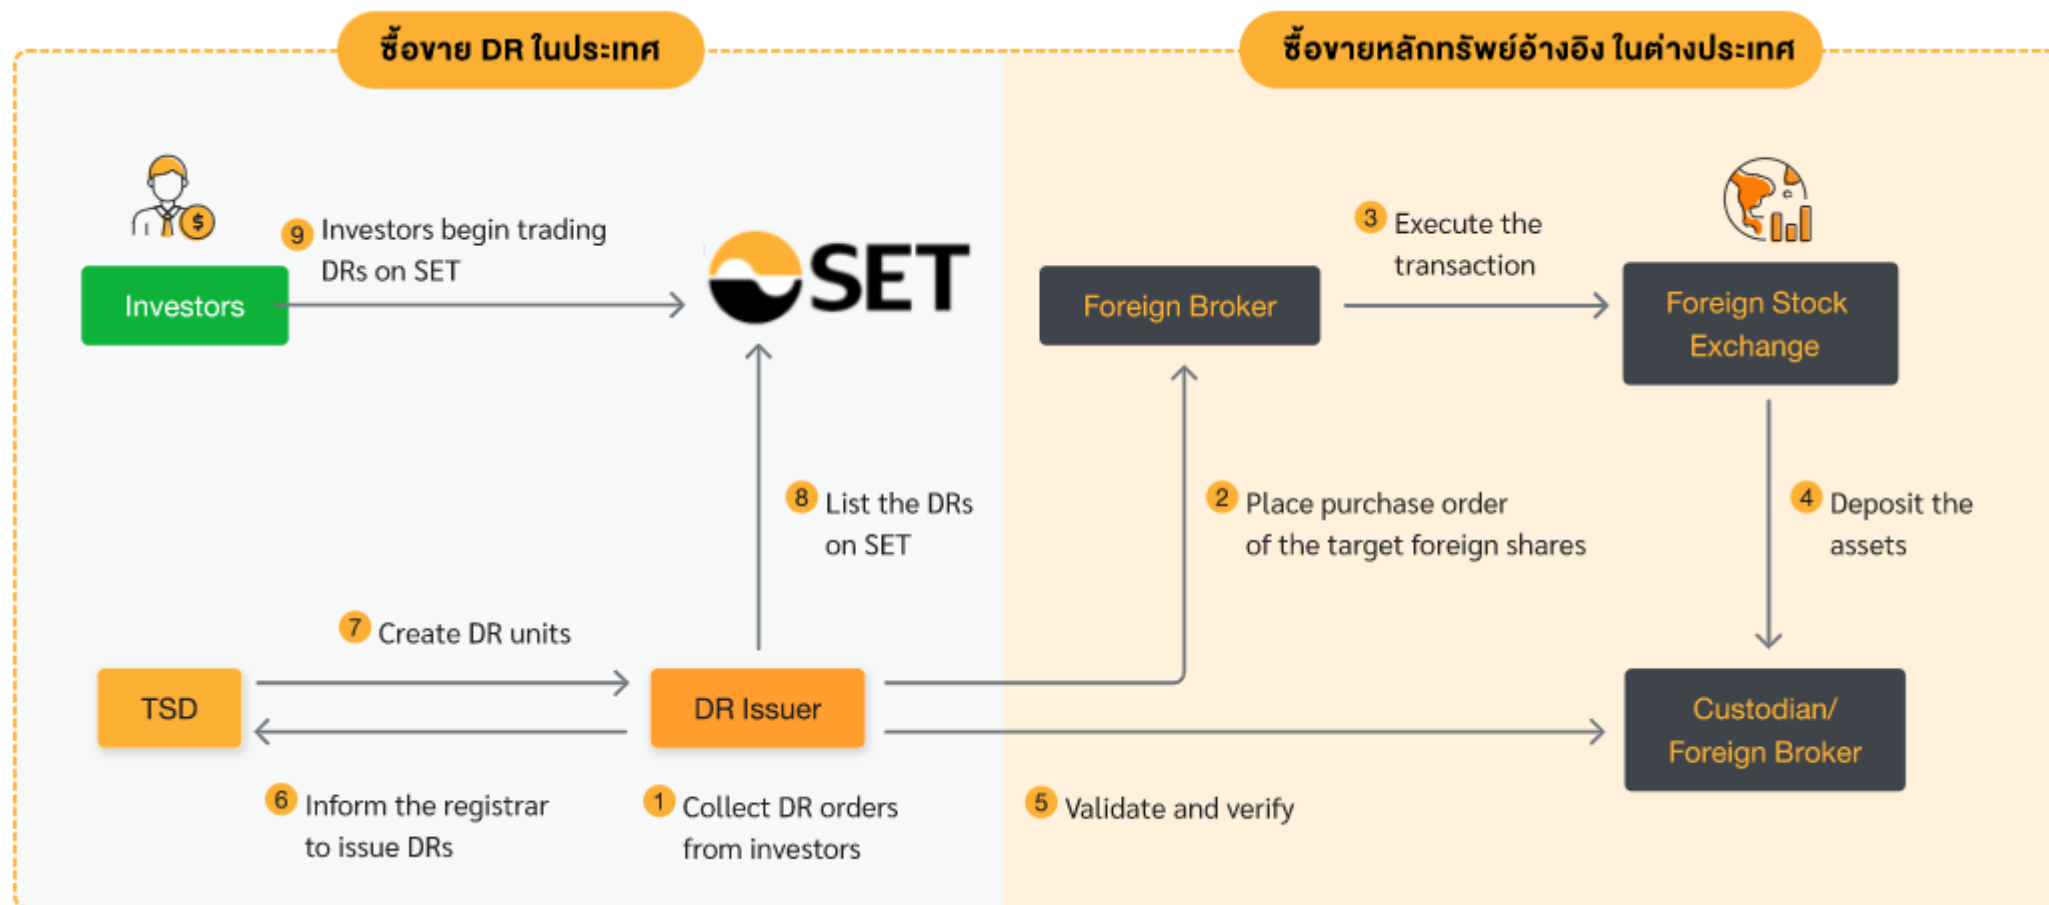 ซื้อขาย DR ในประเทศ
ซื้อขายหลักทรัพย์อ้างอิง ในต่างประเทศ
$
9 Investors begin trading
DRs on SET
Investors
SET
3 Execute the
transaction
Foreign Broker
Foreign Stock
Exchange
8 List the DRs
on SET
2 Place purchase order
of the target foreign shares
4 Deposit the
assets
7 Create DR units
TSD
DR Issuer
Custodian/
Foreign Broker
6 Inform the registrar
to issue DRs
1 Collect DR orders
from investors
5 Validate and verify